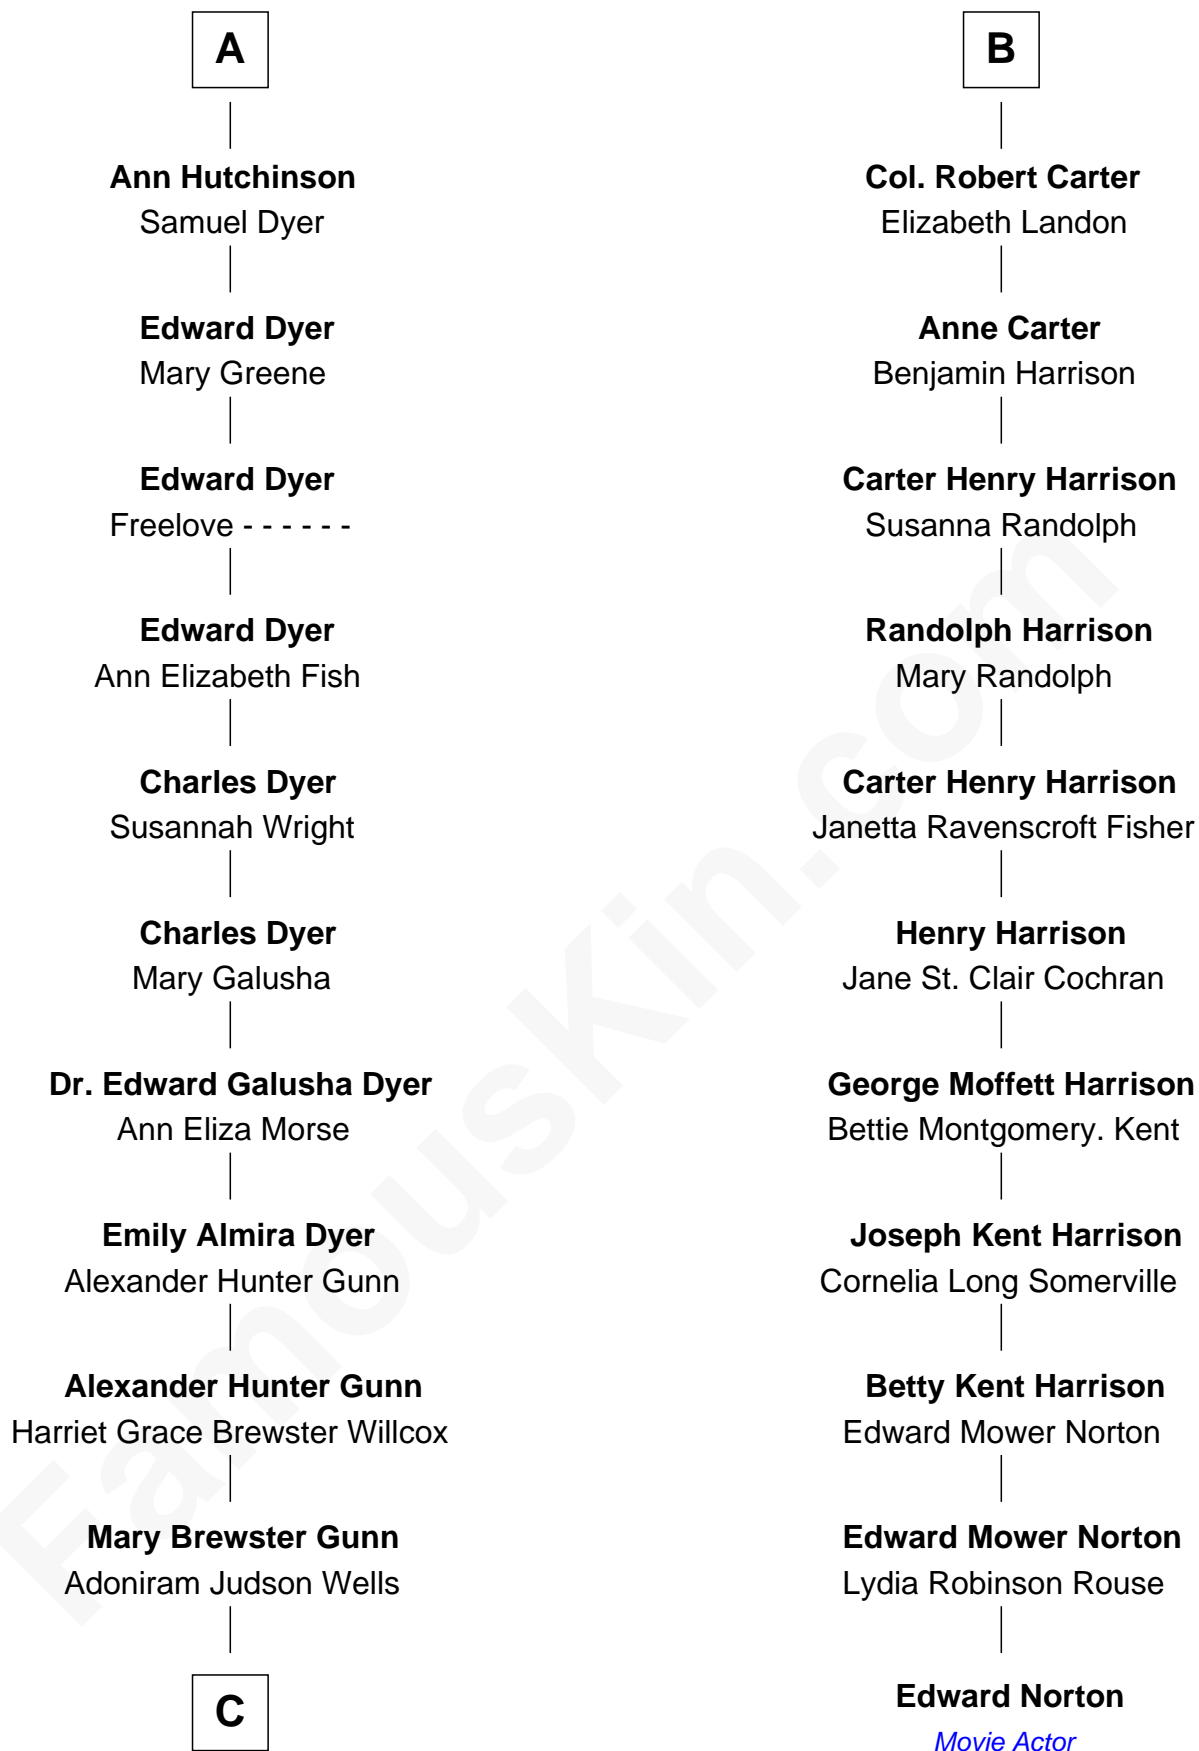 A
Ann Hutchinson
Samuel Dyer
Edward Dyer
Mary Greene
Edward Dyer
Freelove - - - - - -
Edward Dyer
Ann Elizabeth Fish
Charles Dyer
Susannah Wright
Charles Dyer
Mary Galusha
Dr. Edward Galusha Dyer
Ann Eliza Morse
Emily Almira Dyer
Alexander Hunter Gunn
Alexander Hunter Gunn
Harriet Grace Brewster Willcox
Mary Brewster Gunn
Adoniram Judson Wells
C
B
Col. Robert Carter
Elizabeth Landon
Anne Carter
Benjamin Harrison
Carter Henry Harrison
Susanna Randolph
Randolph Harrison
Mary Randolph
Carter Henry Harrison
Janetta Ravenscroft Fisher
Henry Harrison
Jane St. Clair Cochran
George Moffett Harrison
Bettie Montgomery. Kent
Joseph Kent Harrison
Cornelia Long Somerville
Betty Kent Harrison
Edward Mower Norton
Edward Mower Norton
Lydia Robinson Rouse
Edward Norton
Movie Actor
FamousKin.com